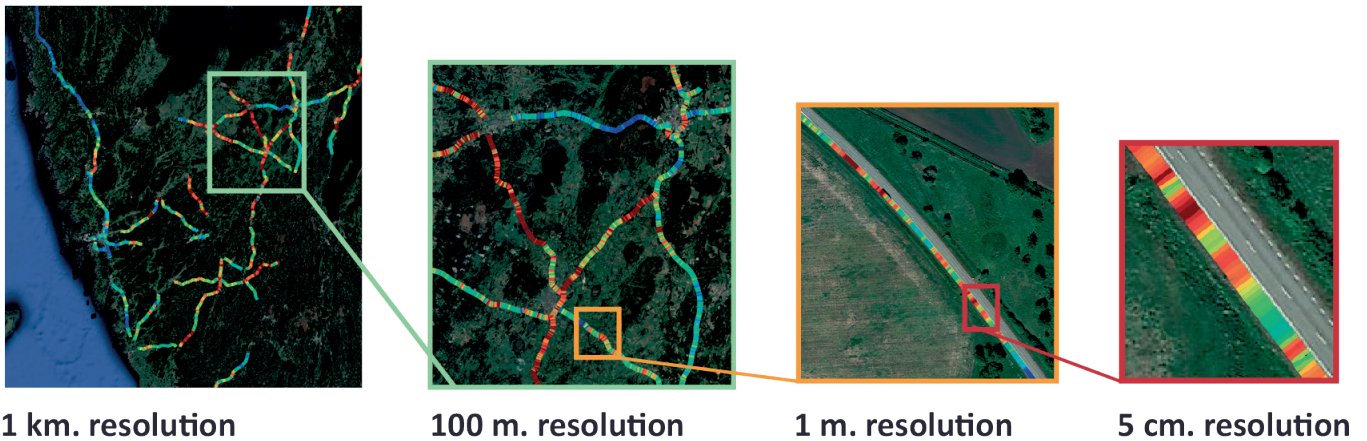 1 km. resolution
100 m. resolution
1 m. resolution
5 cm. resolution